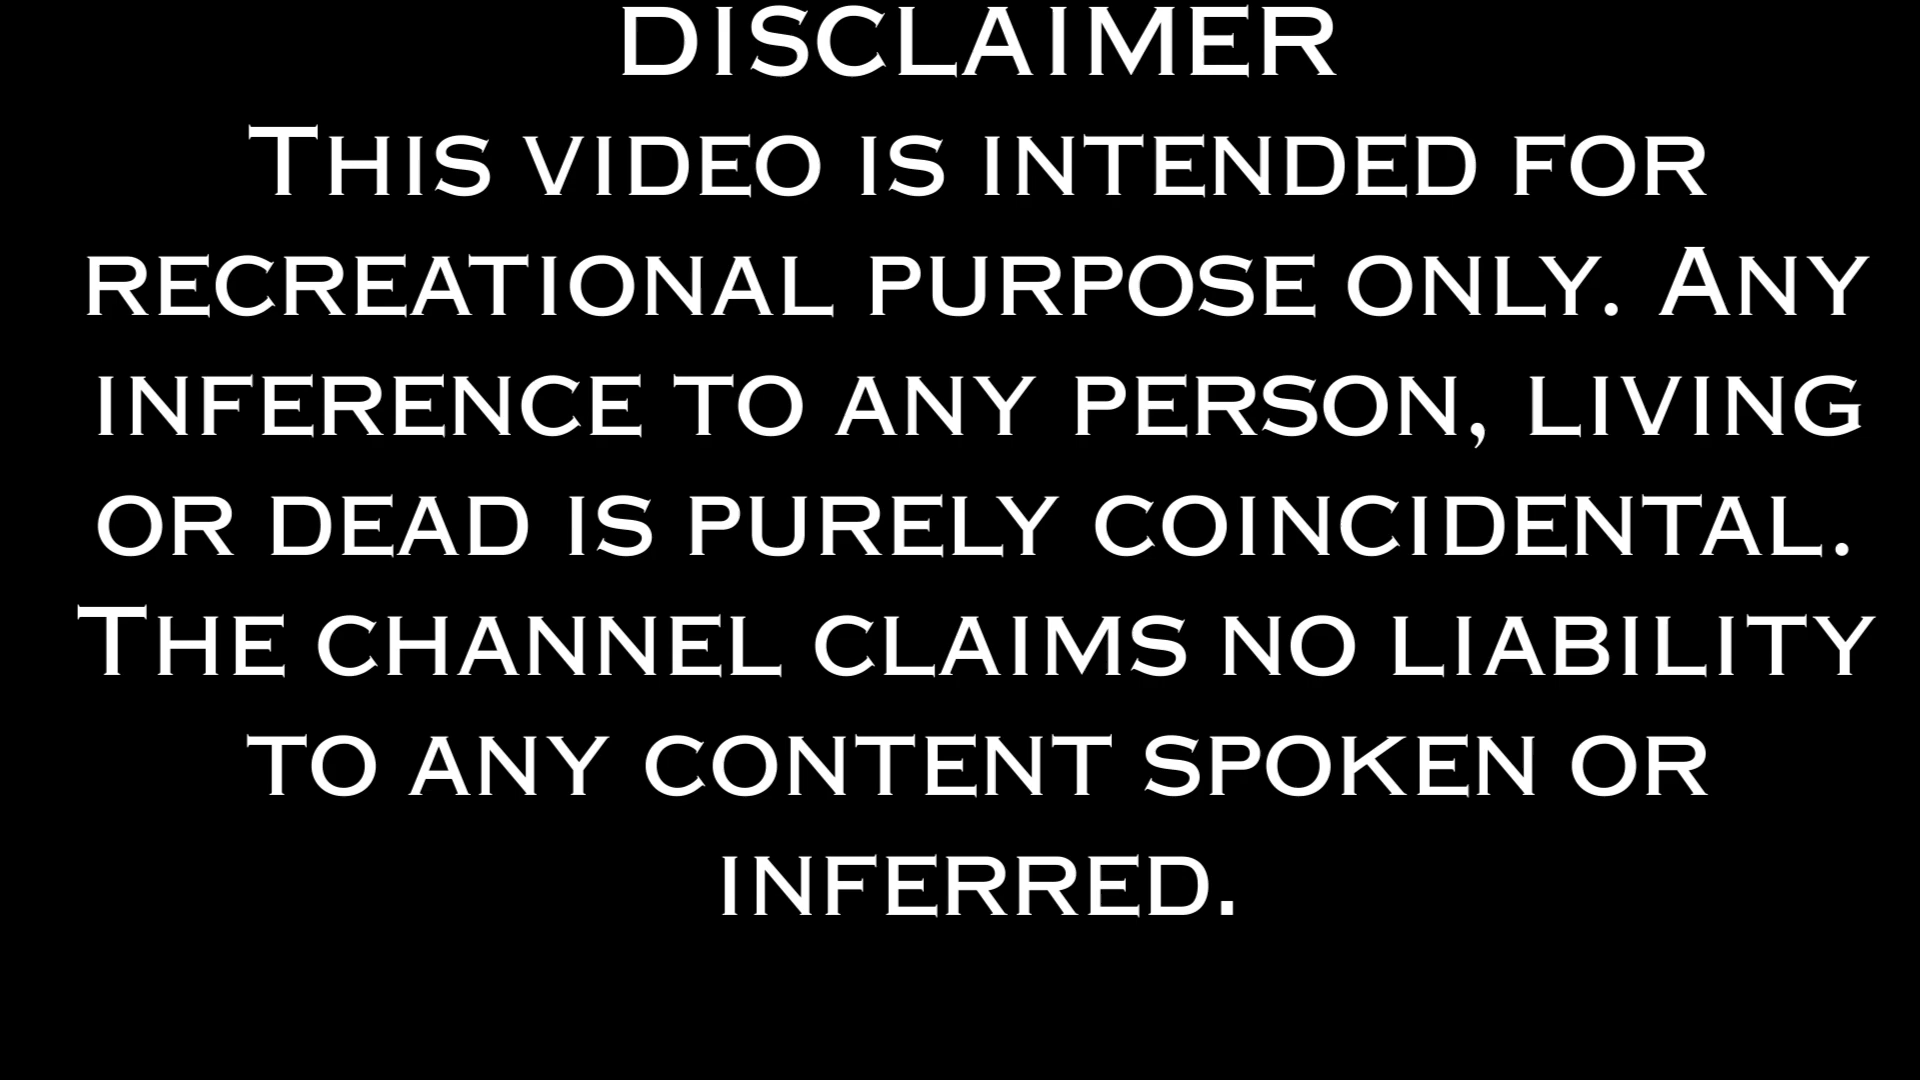 DISCLAIMER
THIS VIDEO IS INTENDED FOR
RECREATIONAL PURPOSE ONLY. ANY
INFERENCE TO ANY PERSON, LIVING
OR DEAD IS PURELY COINCIDENTAL.
THE CHANNEL CLAIMS NO LIABILITY
TO ANY CONTENT SPOKEN OR
INFERRED.